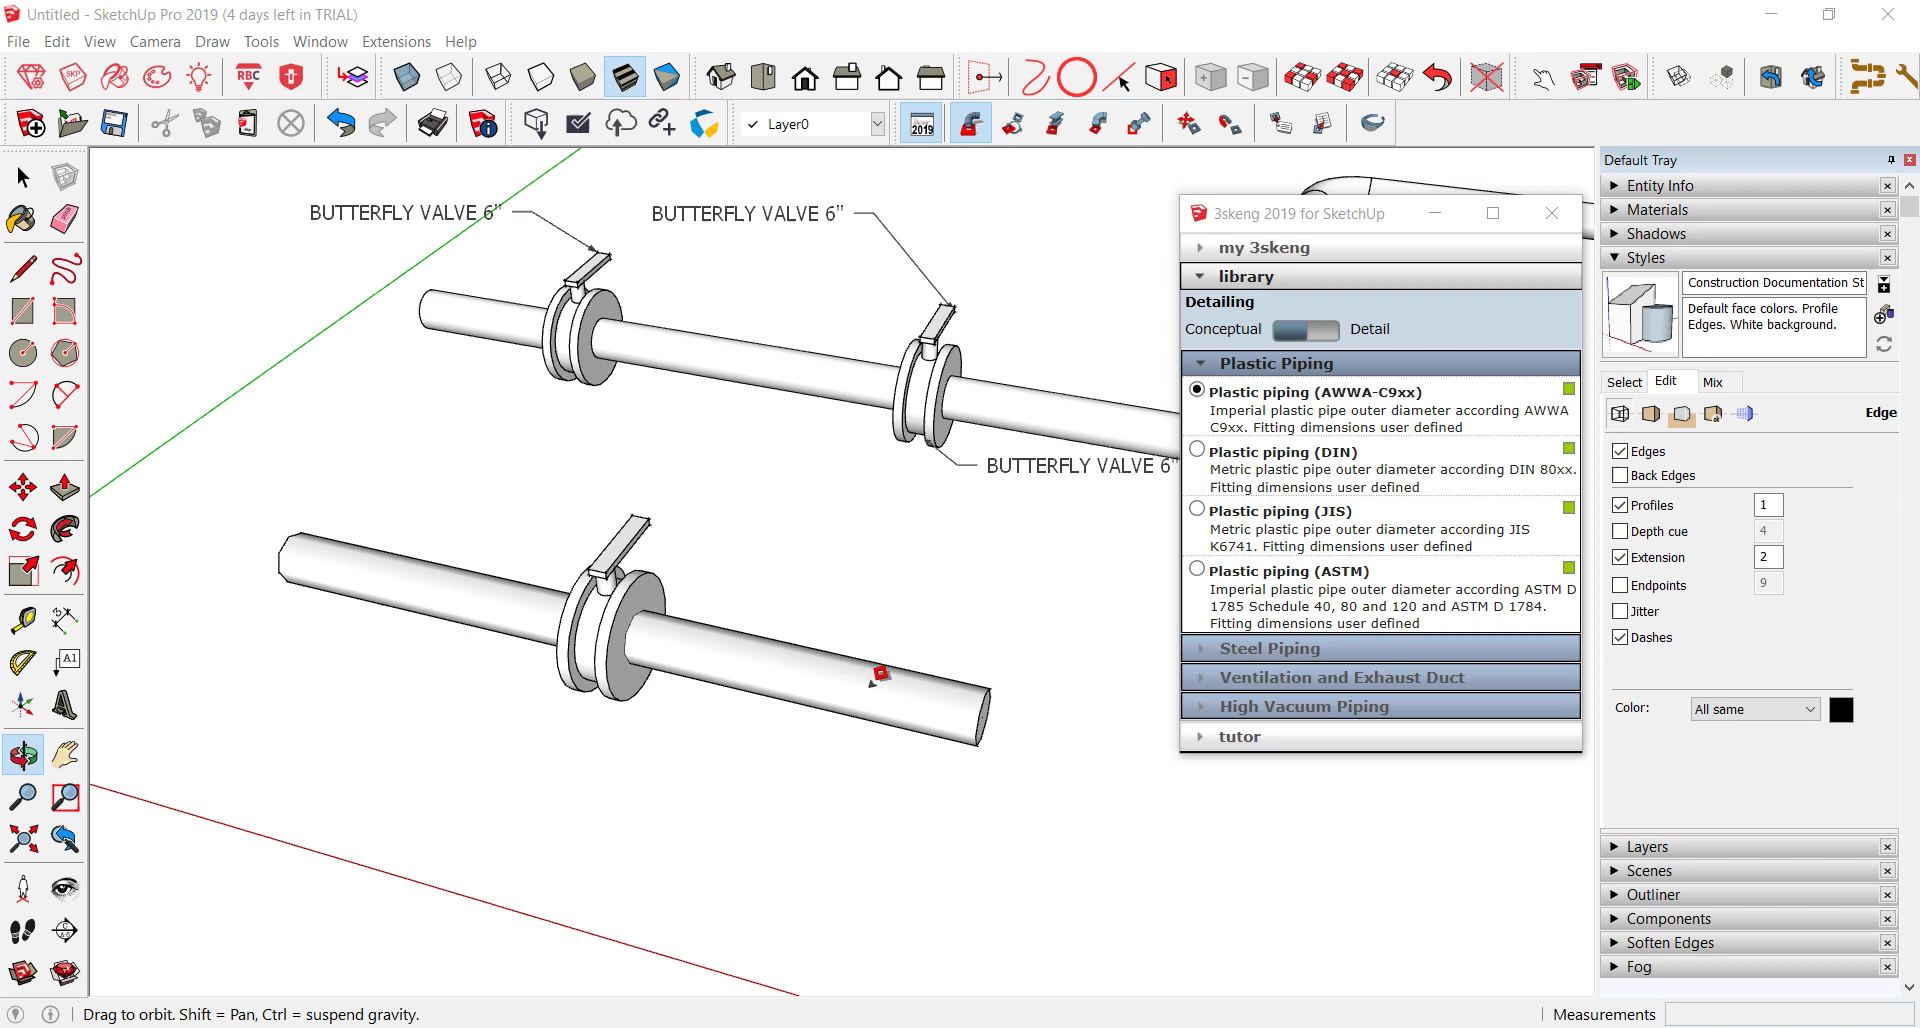 Untitled - SketchUp Pro 2019 (4 days left in TRIAL)
File Edit View Camera Draw Tools Window Extensions Help
SKP
RBC
Layer0
2019
BUTTERFLY VALVE 6"
BUTTERFLY VALVE 6"
BUTTERFLY VALVE 6"
A1
3skeng 2019 for SketchUp
my 3skeng
library
Detailing
Conceptual Detail
Plastic Piping
Plastic piping (AWWA-C9xx)
Imperial plastic pipe outer diameter according AWWA
C9xx. Fitting dimensions user defined
Plastic piping (DIN)
Metric plastic pipe outer diameter according DIN 80xx.
Fitting dimensions user defined
Plastic piping (JIS)
Metric plastic pipe outer diameter according JIS
K6741. Fitting dimensions user defined
Plastic piping (ASTM)
Imperial plastic pipe outer diameter according ASTM D
1785 Schedule 40, 80 and 120 and ASTM D 1784.
Fitting dimensions user defined
Steel Piping
Ventilation and Exhaust Duct
High Vacuum Piping
tutor
Default Tray
Entity Info
Materials
Shadows
Styles
Construction Documentation St
Default face colors. Profile
Edges. White background.
Select Edit Mix
Edge
Edges
Back Edges
Profiles 1
Depth cue 4
Extension 2
Endpoints 9
Jitter
Dashes
Color: All same
Layers
Scenes
Outliner
Components
Soften Edges
Fog
Drag to orbit. Shift = Pan, Ctrl = suspend gravity.
Measurements